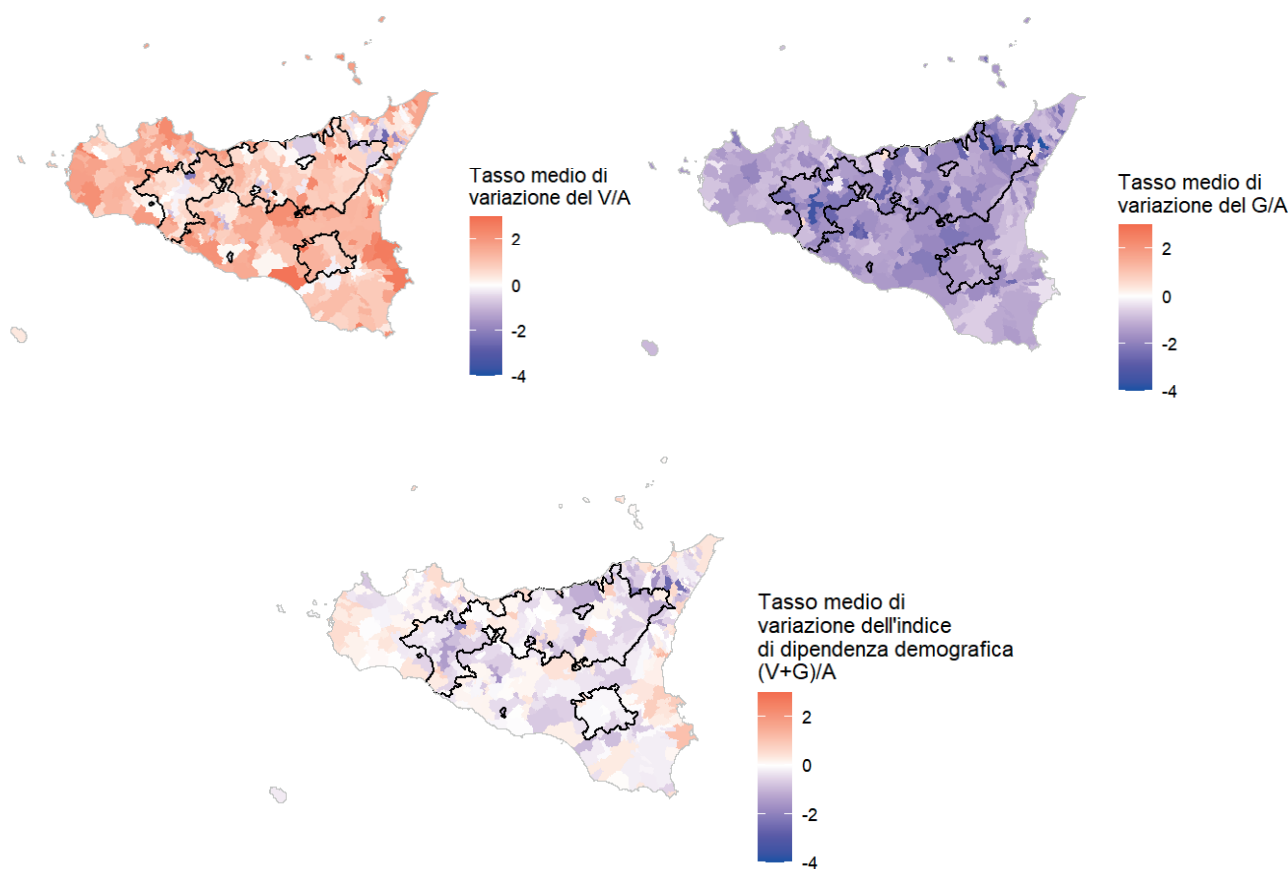 Tasso medio di
variazione del V/A
2
0
-2
-4
Tasso medio di
variazione del G/A
2
0
-2
-4
Tasso medio di
variazione dell'indice
di dipendenza demografica
(V+G)/A
2
0
-2
-4